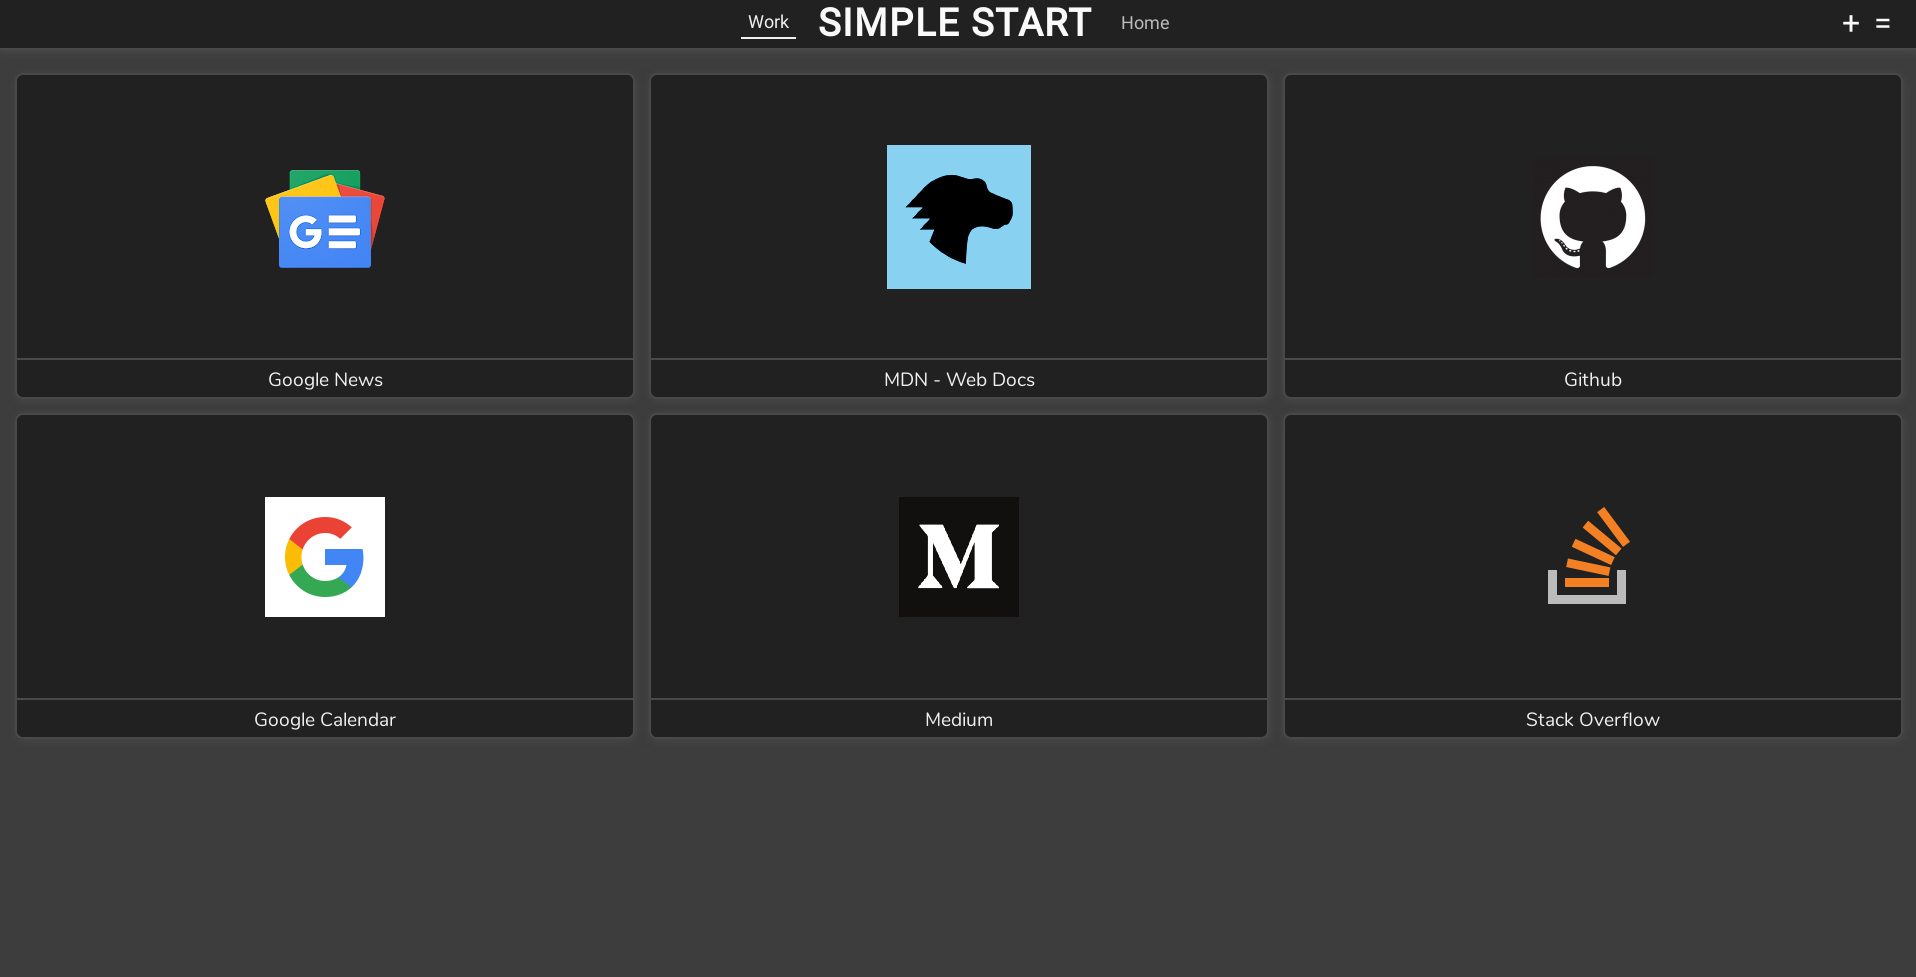 Work SIMPLE START Home
G
Google News
MDN - Web Docs
Github
G
M
Google Calendar
Medium
Stack Overflow